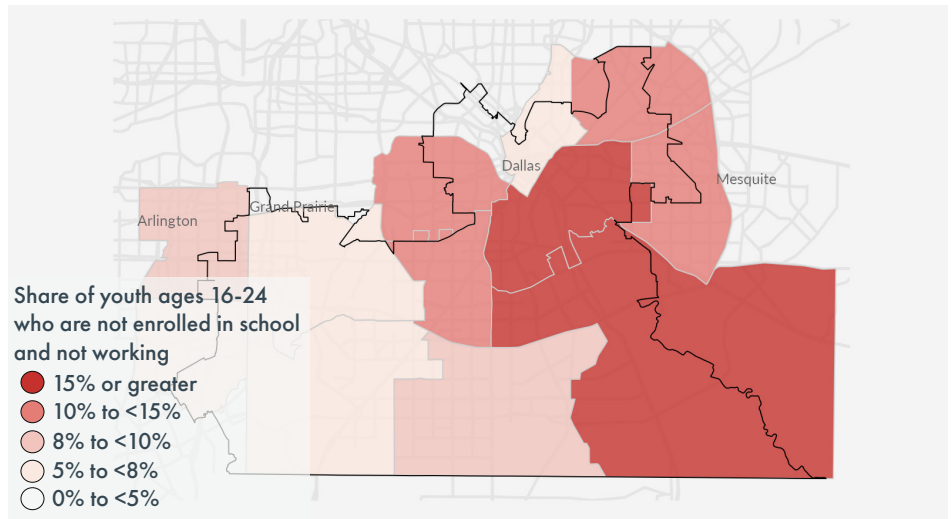 Dallas
Mesquite
Grand Prairie
Arlington
Share of youth ages 16-24
who are not enrolled in school
and not working
15% or greater
10% to <15%
8% to <10%
5% to <8%
0% to <5%